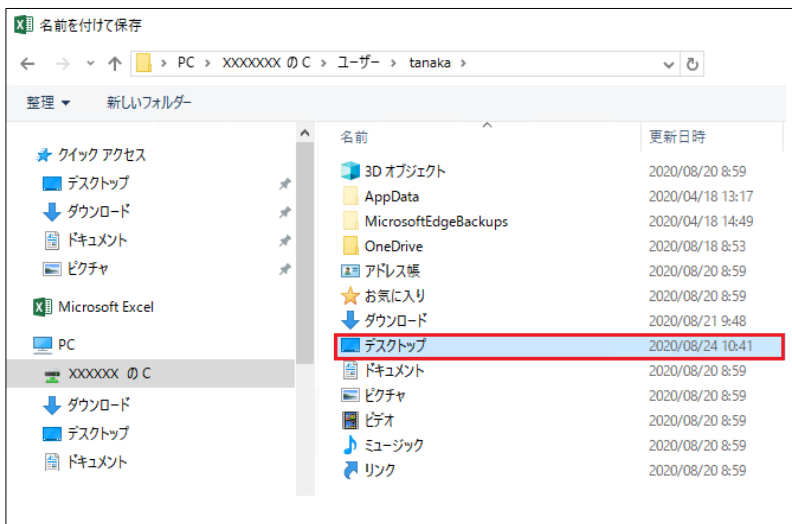 名前を付けて保存
PC > XXXXXXX の C > ユーザー > tanaka >
整理 新しいフォルダー
クイック アクセス
デスクトップ
ダウンロード
ドキュメント
ピクチャ
Microsoft Excel
PC
XXXXXX の C
ダウンロード
デスクトップ
ドキュメント
名前 更新日時
3D オブジェクト 2020/08/20 8:59
AppData 2020/04/18 13:17
MicrosoftEdgeBackups 2020/04/18 14:49
OneDrive 2020/08/18 8:53
アドレス帳 2020/08/20 8:59
お気に入り 2020/08/20 8:59
ダウンロード 2020/08/21 9:48
デスクトップ 2020/08/24 10:41
ドキュメント 2020/08/20 8:59
ピクチャ 2020/08/20 8:59
ビデオ 2020/08/20 8:59
ミュージック 2020/08/20 8:59
リンク 2020/08/20 8:59